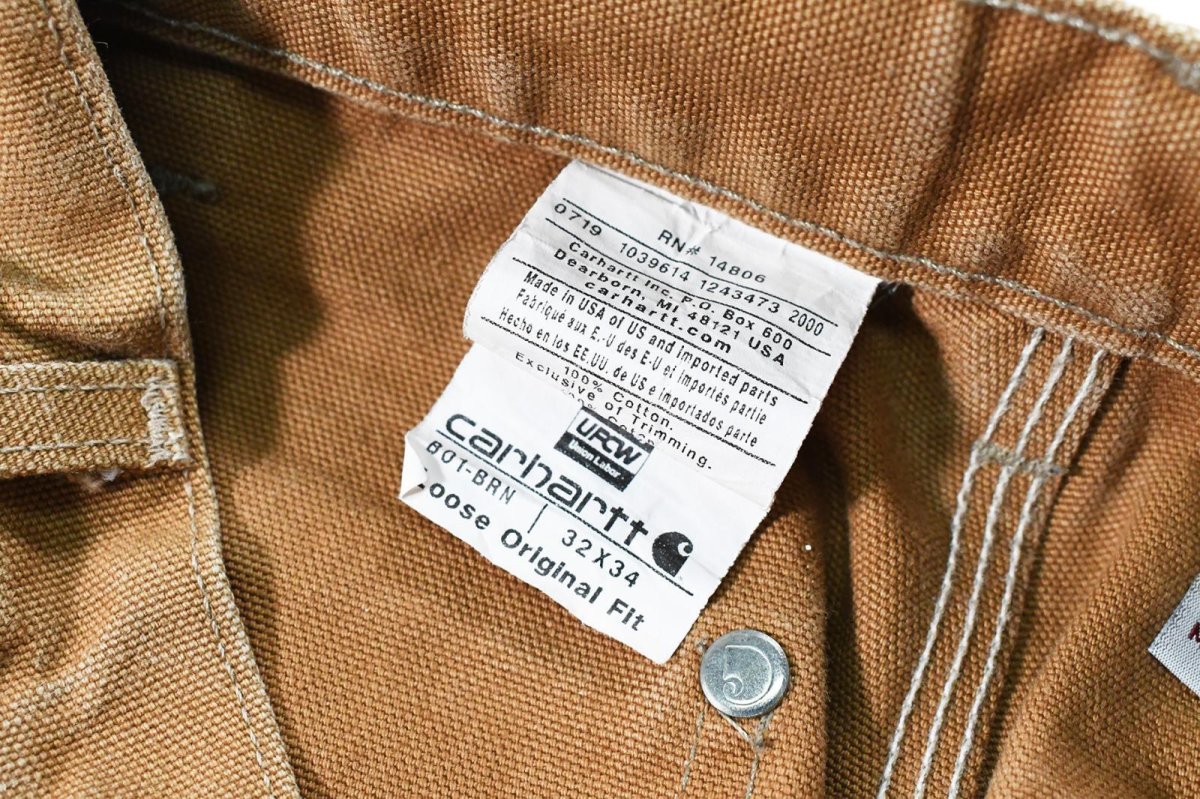 RN# 14806
0719 1039614 1243473 2000
Carhartt Inc. P.O. Box 600
Dearborn, MI 48121 USA
carhartt.com
Made in USA of US and imported parts
Fabriqué aux E.-U des E-U et importés partie
Hecho en los EE.UU. de US e importados parte
100% Cotton
Exclusive of Trimming.
UFCW
Union Label
carhartt
B01-BRN 32X34
Loose Original Fit